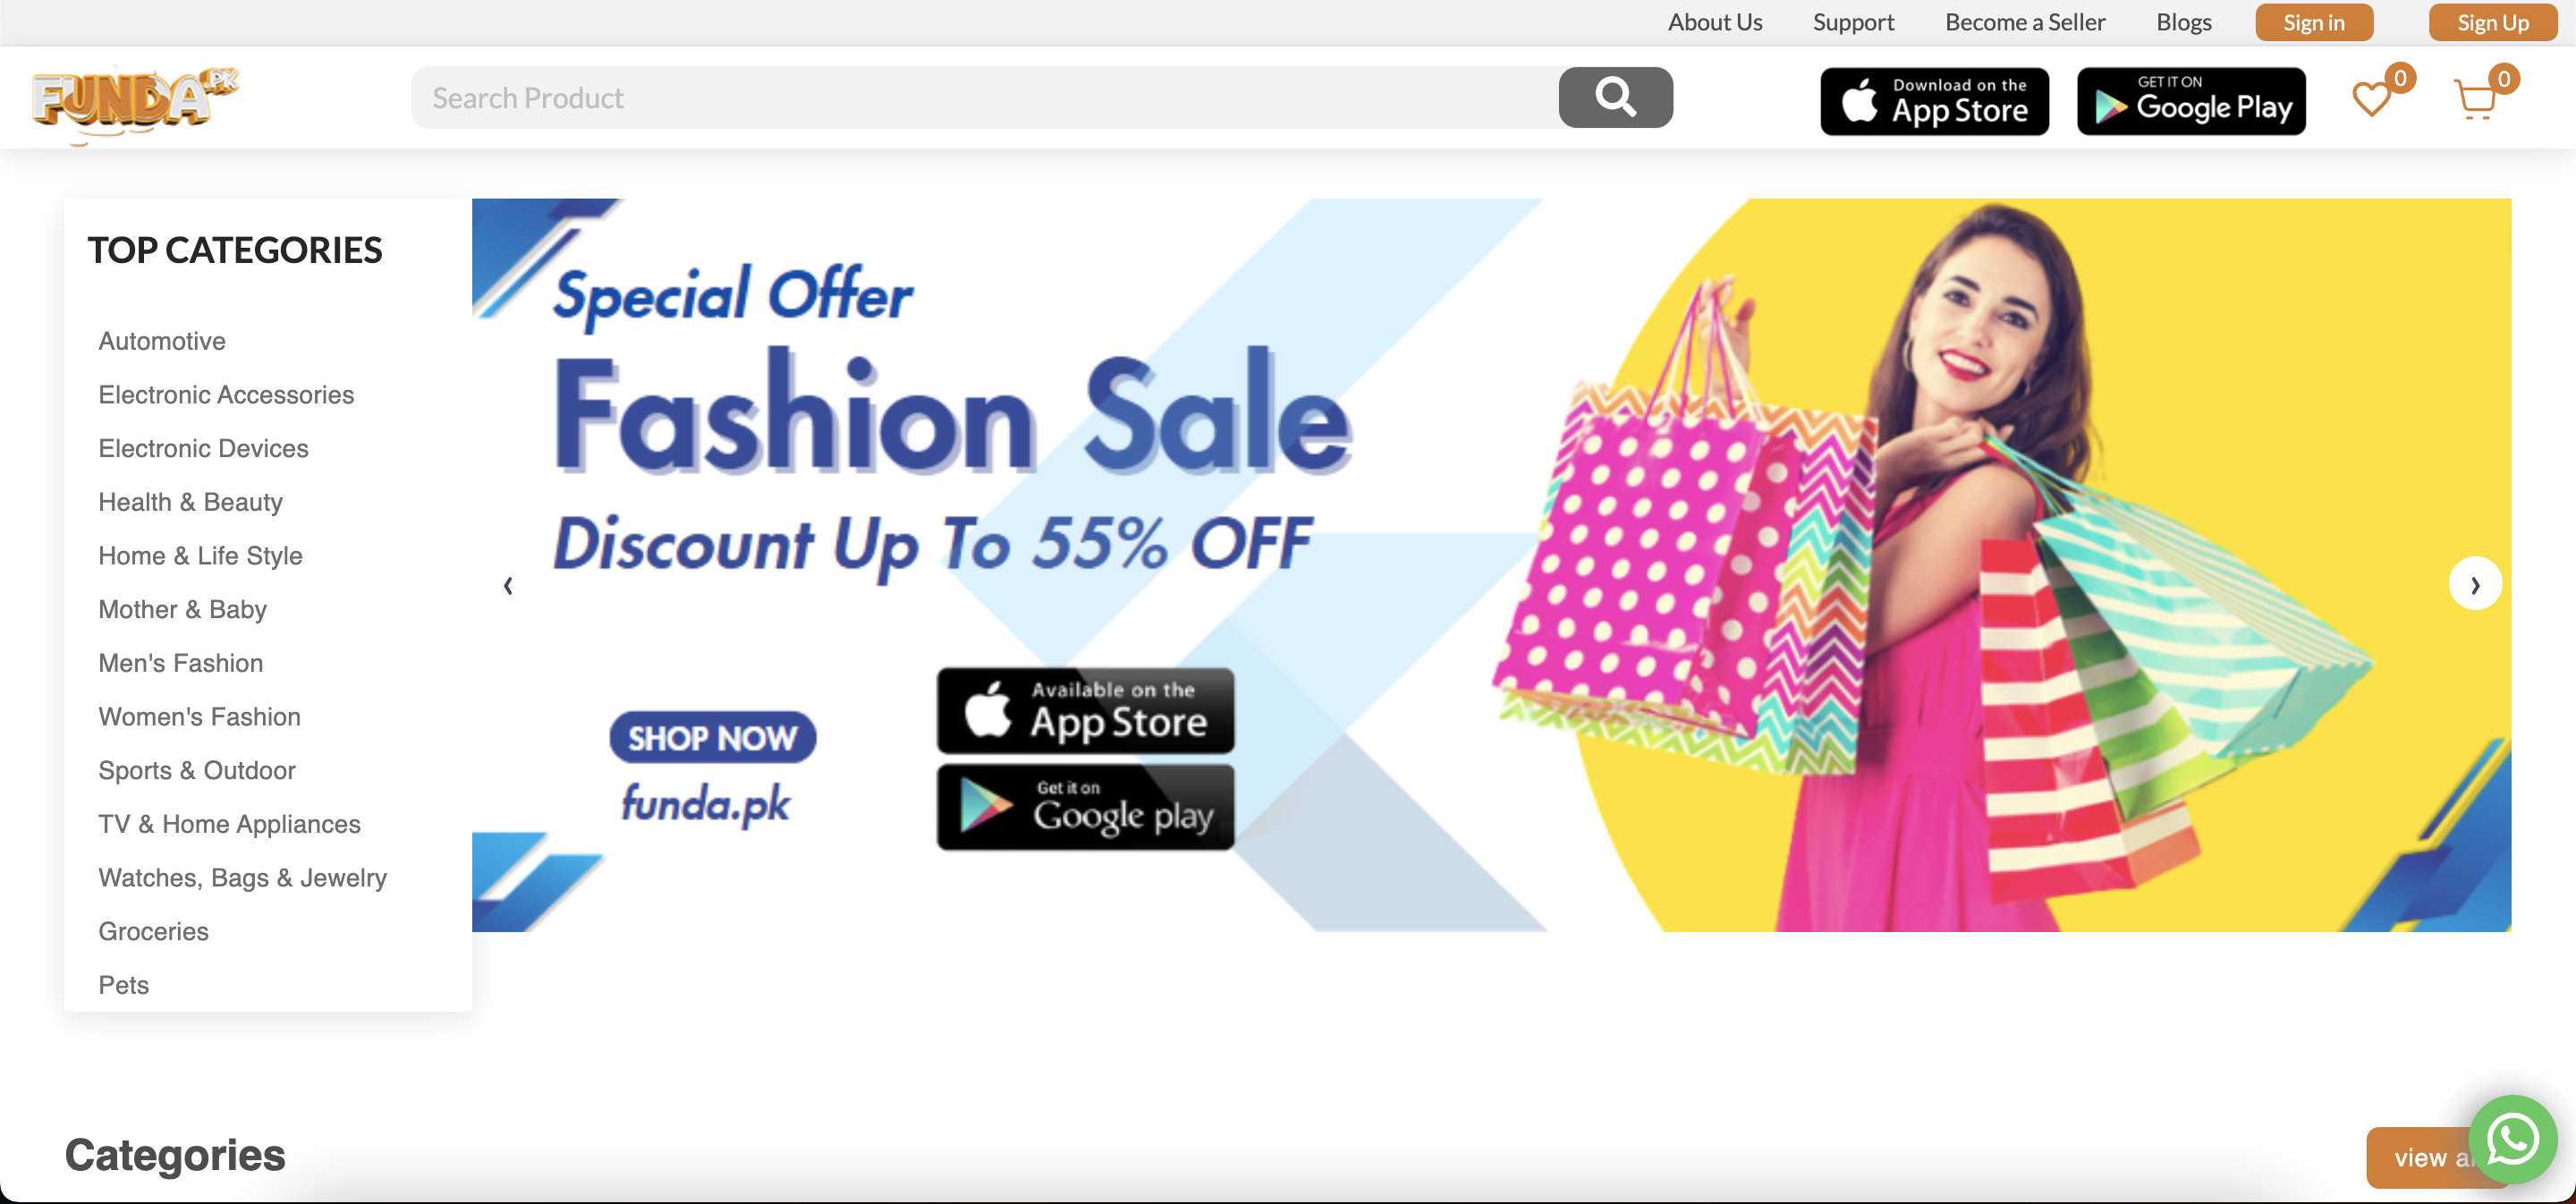 About Us Support Become a Seller Blogs Sign in Sign Up
FUNDA PK
Search Product
Download on the
App Store
GET IT ON
Google Play
0
0
TOP CATEGORIES
Automotive
Electronic Accessories
Electronic Devices
Health & Beauty
Home & Life Style
Mother & Baby
Men's Fashion
Women's Fashion
Sports & Outdoor
TV & Home Appliances
Watches, Bags & Jewelry
Groceries
Pets
Special Offer
Fashion Sale
Discount Up To 55% OFF
SHOP NOW
funda.pk
Available on the
App Store
Get it on
Google play
Categories
view